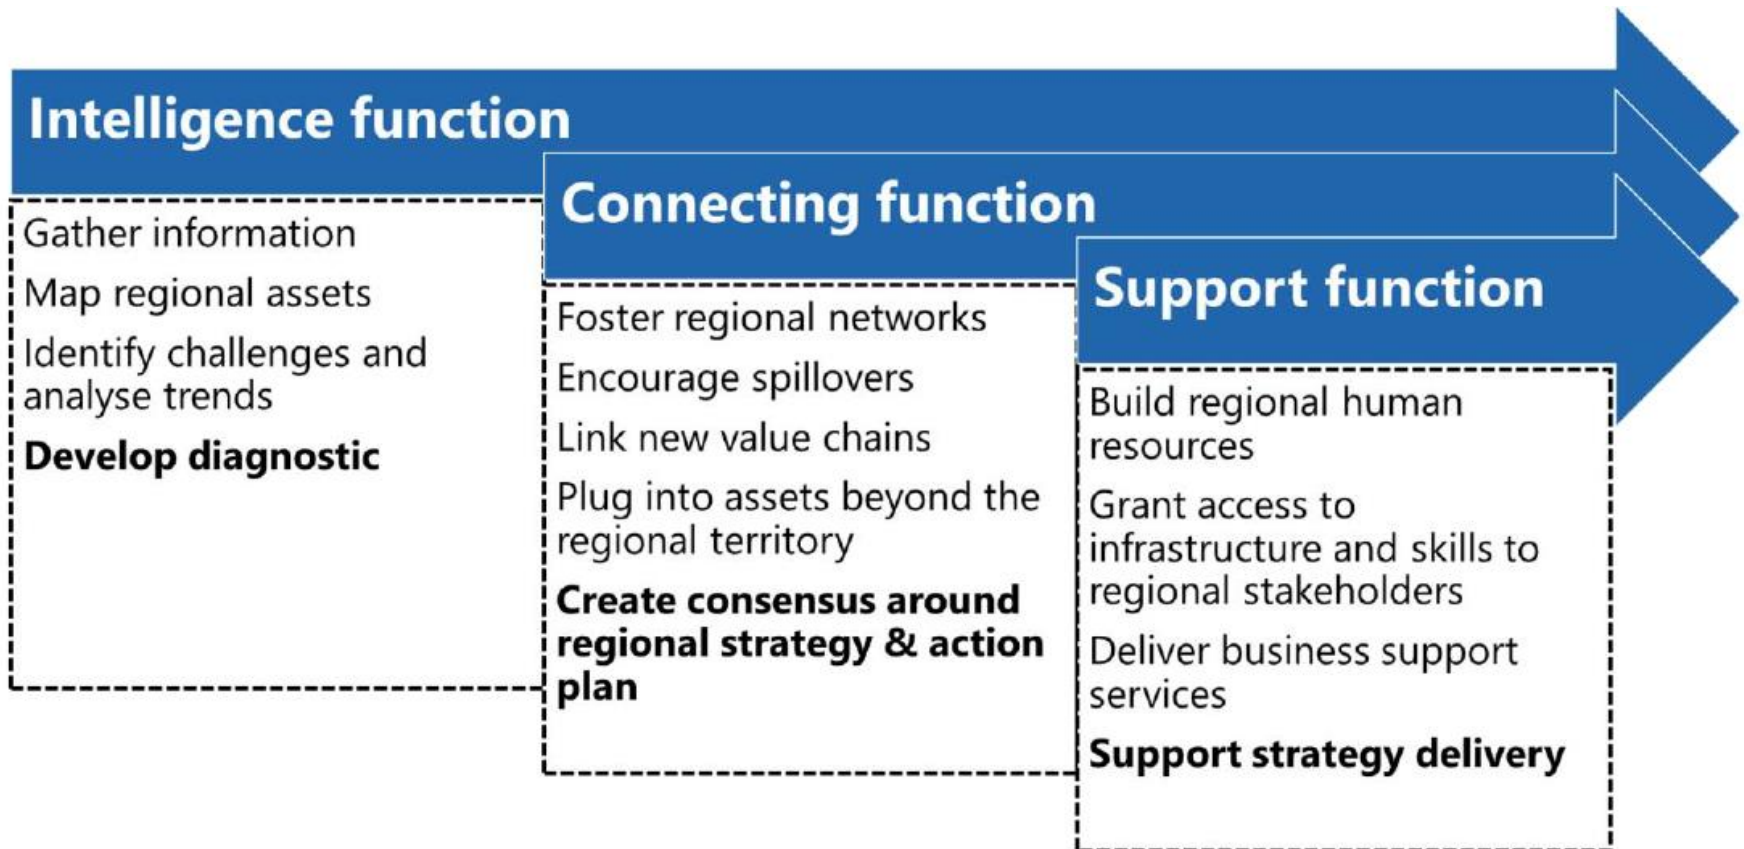 Intelligence function
Gather information
Map regional assets
Identify challenges and
analyse trends
Develop diagnostic
Connecting function
Foster regional networks
Encourage spillovers
Link new value chains
Plug into assets beyond the
regional territory
Create consensus around
regional strategy & action
plan
Support function
Build regional human
resources
Grant access to
infrastructure and skills to
regional stakeholders
Deliver business support
services
Support strategy delivery